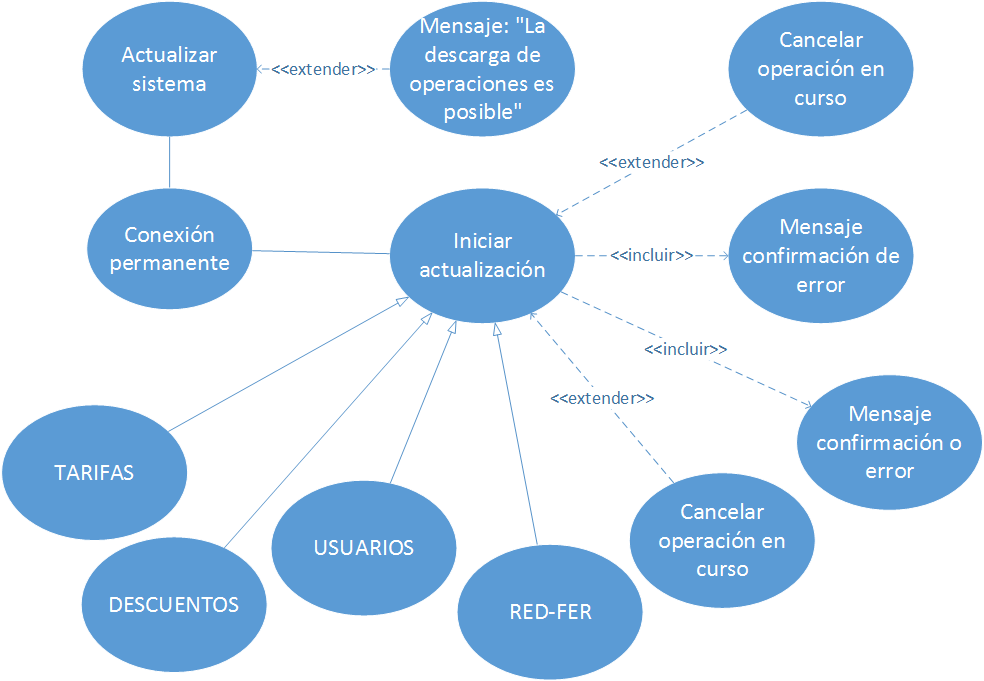 Actualizar
sistema
<<extender>>
Mensaje: "La
descarga de
operaciones es
posible"
Cancelar
operación en
curso
<<extender>>
Conexión
permanente
Iniciar
actualización
<<incluir>>
Mensaje
confirmación de
error
<<incluir>>
<<extender>>
Mensaje
confirmación o
error
TARIFAS
DESCUENTOS
USUARIOS
RED-FER
Cancelar
operación en
curso